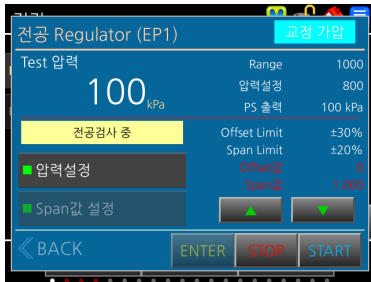 전공 Regulator (EP1)
교정 가압
Test 압력
100 kPa
Range 1000
압력설정 800
PS 출력 100 kPa
전공검사 중
Offset Limit ±30%
Span Limit ±20%
Offset값 0
Span값 1.000
압력설정
Span값 설정
BACK
ENTER
STOP
START